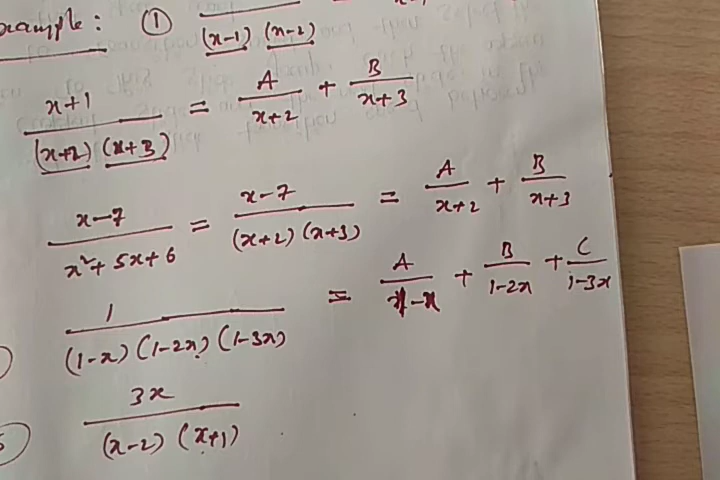 xample: ①
(x-1) (x-2)
x+1 / (x+2) (x+3) = A / x+2 + B / x+3
x-7 / x²+5x+6 = x-7 / (x+2) (x+3) = A / x+2 + B / x+3
1 / (1-x) (1-2x) (1-3x) = A / 1-x + B / 1-2x + C / 1-3x
3x / (x-2) (x+1)